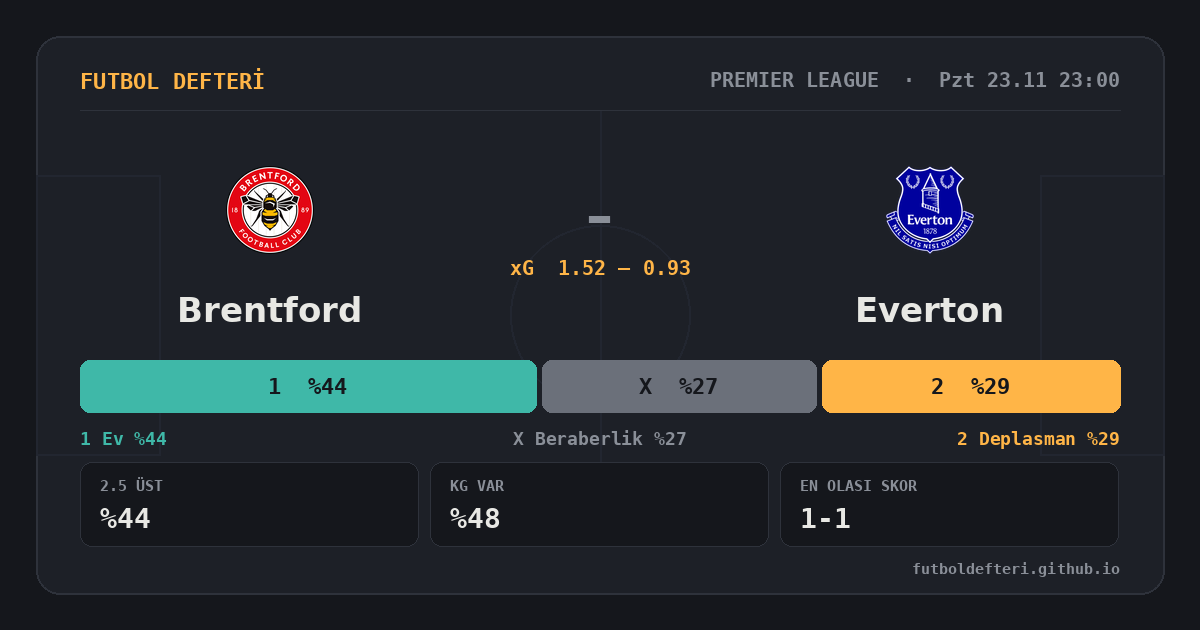 FUTBOL DEFTERİ
PREMIER LEAGUE · Pzt 23.11 23:00
BRENTFORD
18 89
FOOTBALL CLUB
Everton
1878
NIL SATIS NISI OPTIMUM
–
xG 1.52 – 0.93
Brentford
Everton
1 %44
X %27
2 %29
1 Ev %44
X Beraberlik %27
2 Deplasman %29
2.5 ÜST
%44
KG VAR
%48
EN OLASI SKOR
1-1
futboldefteri.github.io